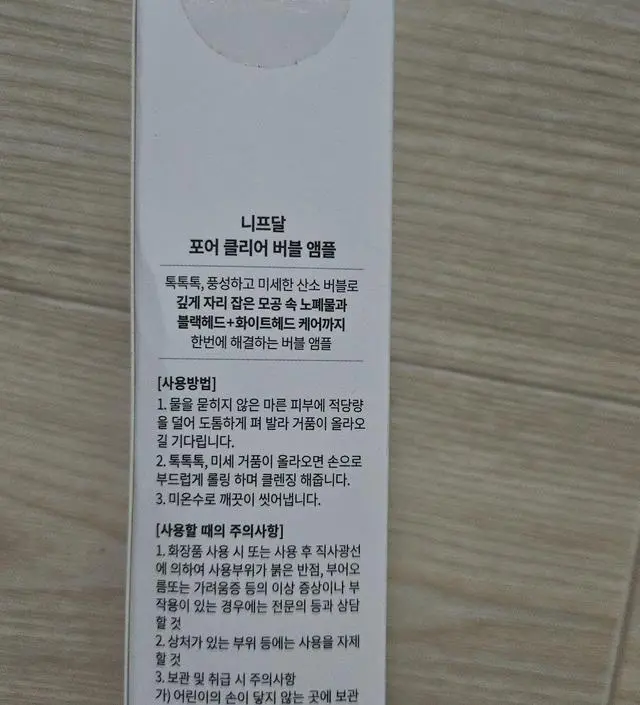 니프달
포어 클리어 버블 앰플
톡톡톡, 풍성하고 미세한 산소 버블로
깊게 자리 잡은 모공 속 노폐물과
블랙헤드+화이트헤드 케어까지
한번에 해결하는 버블 앰플
[사용방법]
1. 물을 묻히지 않은 마른 피부에 적당량
을 덜어 도톰하게 펴 발라 거품이 올라오
길 기다립니다.
2. 톡톡톡, 미세 거품이 올라오면 손으로
부드럽게 롤링 하며 클렌징 해줍니다.
3. 미온수로 깨끗이 씻어냅니다.
[사용할 때의 주의사항]
1. 화장품 사용 시 또는 사용 후 직사광선
에 의하여 사용부위가 붉은 반점, 부어오
름또는 가려움증 등의 이상 증상이나 부
작용이 있는 경우에는 전문의 등과 상담
할 것
2. 상처가 있는 부위 등에는 사용을 자제
할 것
3. 보관 및 취급 시 주의사항
가) 어린이의 손이 닿지 않는 곳에 보관